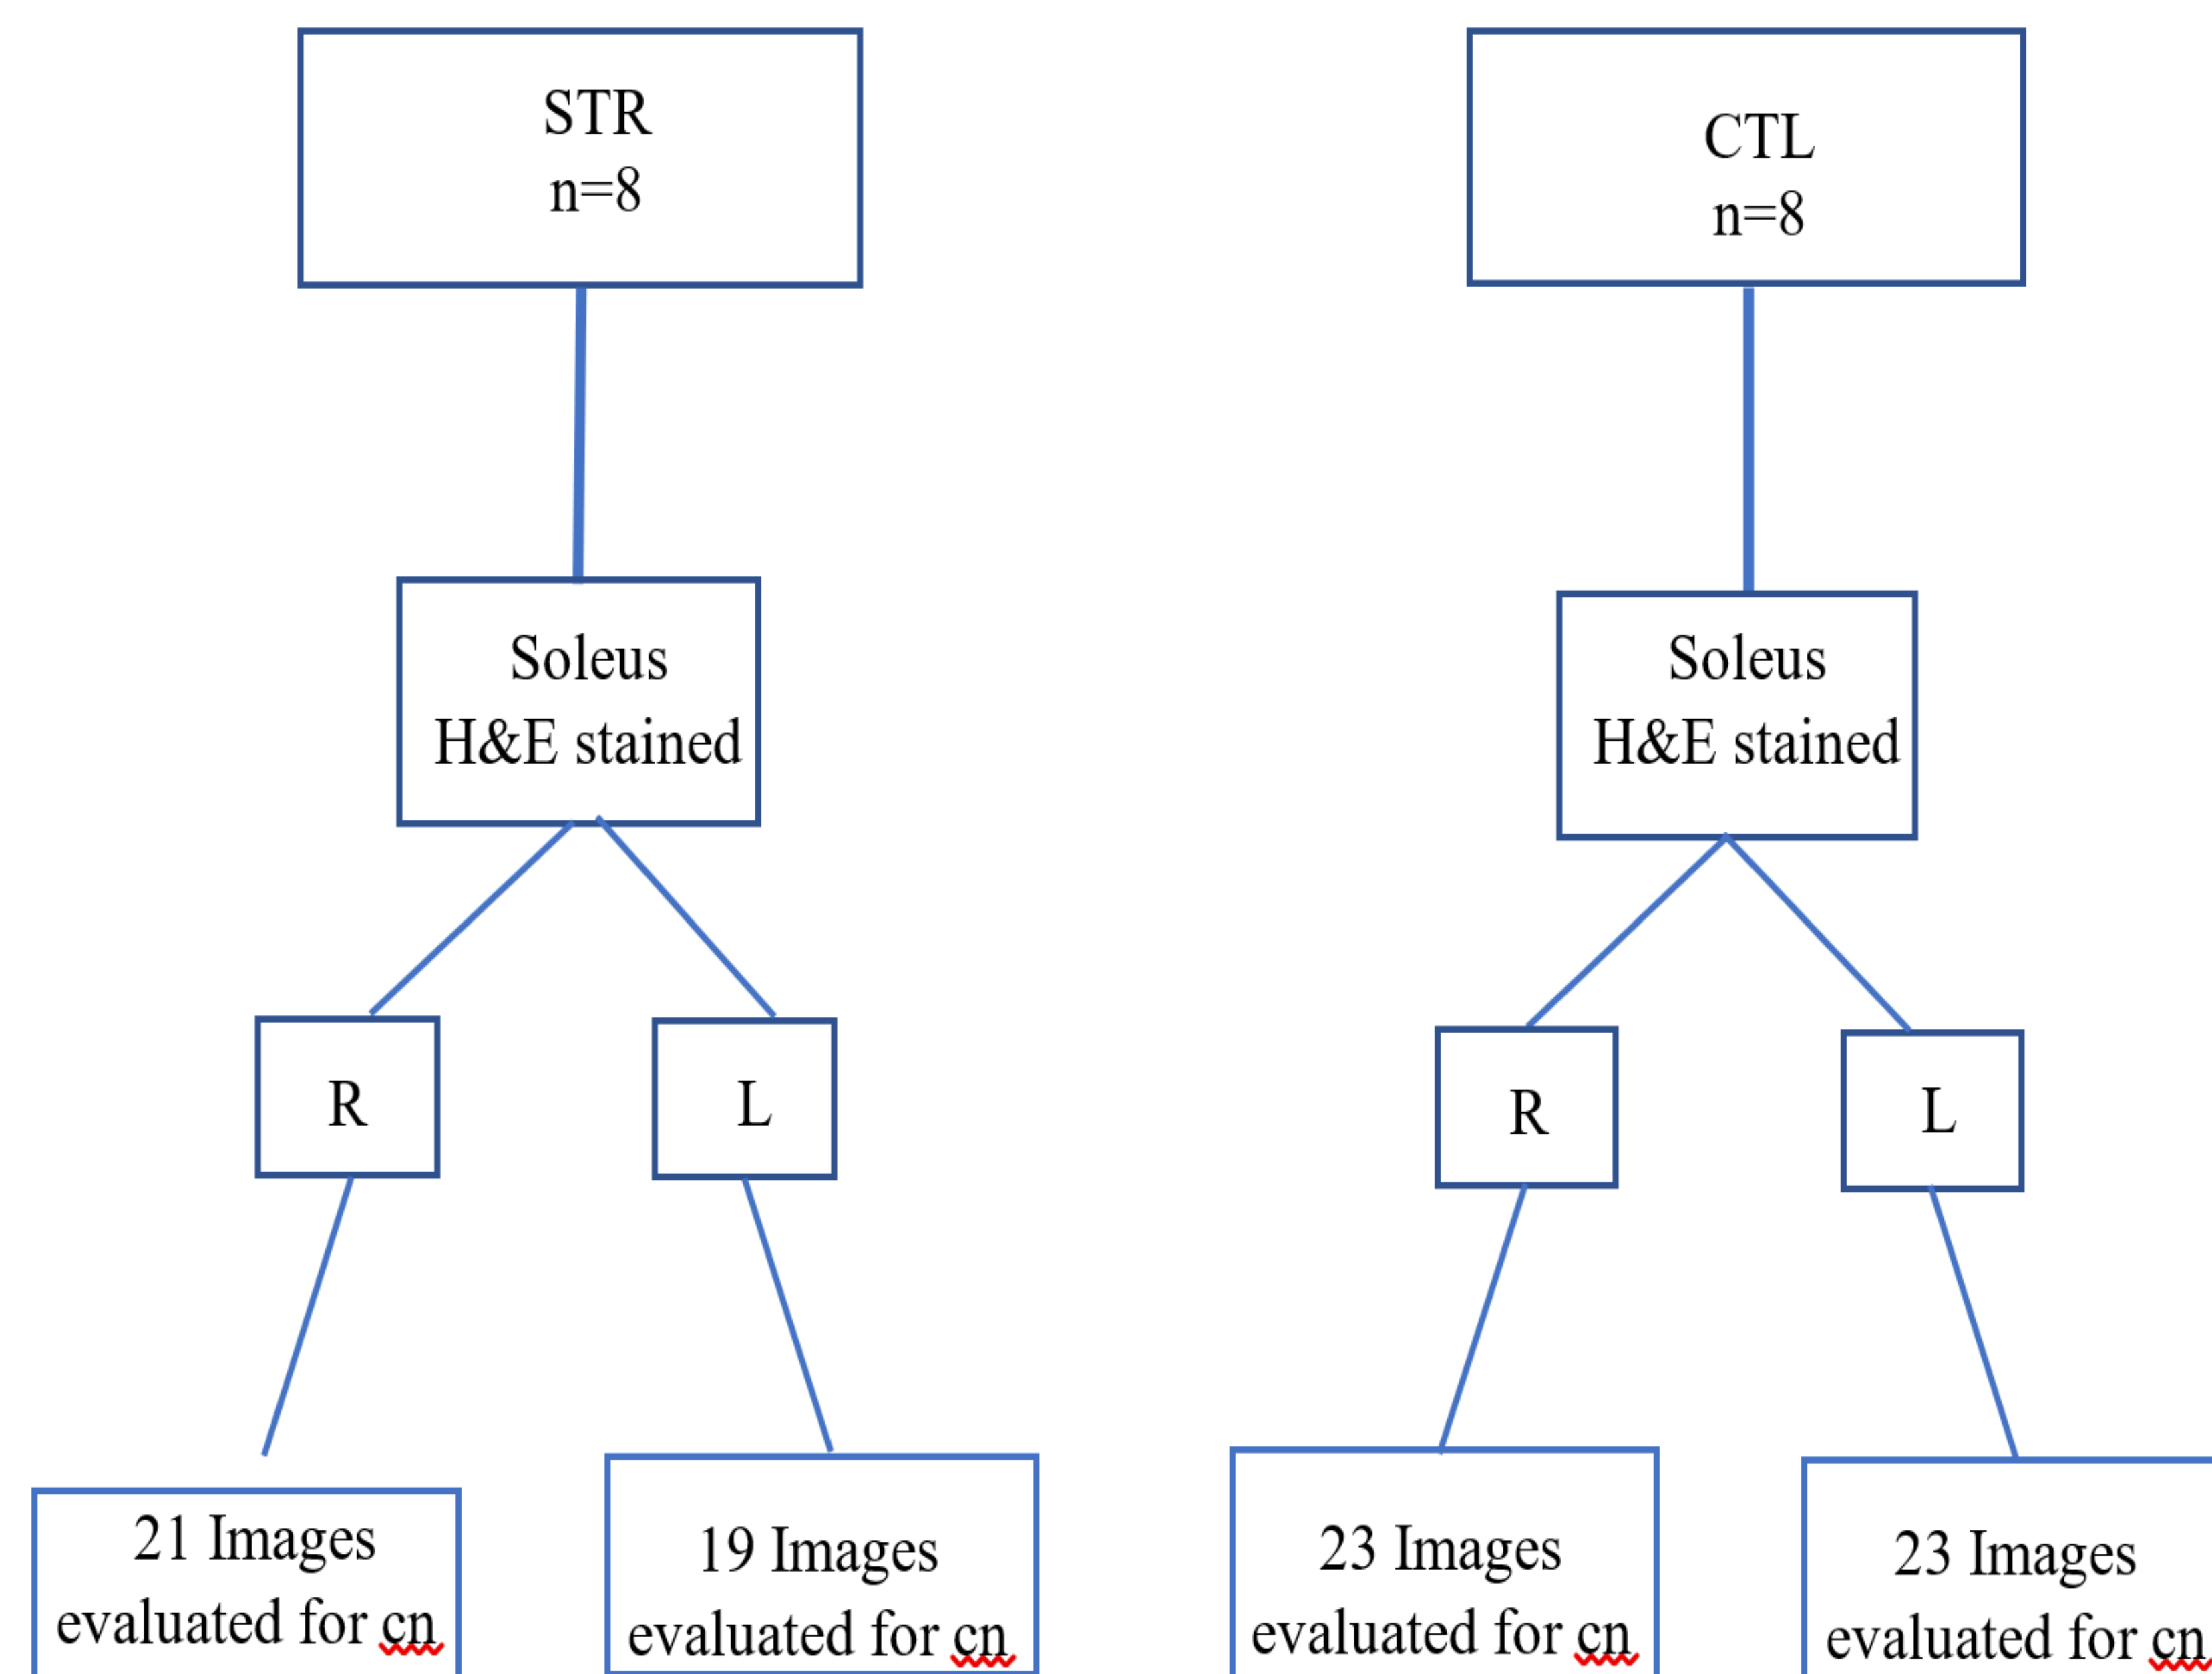 STR
n=8
CTL
n=8
Soleus
H&E stained
Soleus
H&E stained
R
L
R
L
21 Images
evaluated for cn
19 Images
evaluated for cn
23 Images
evaluated for cn
23 Images
evaluated for cn